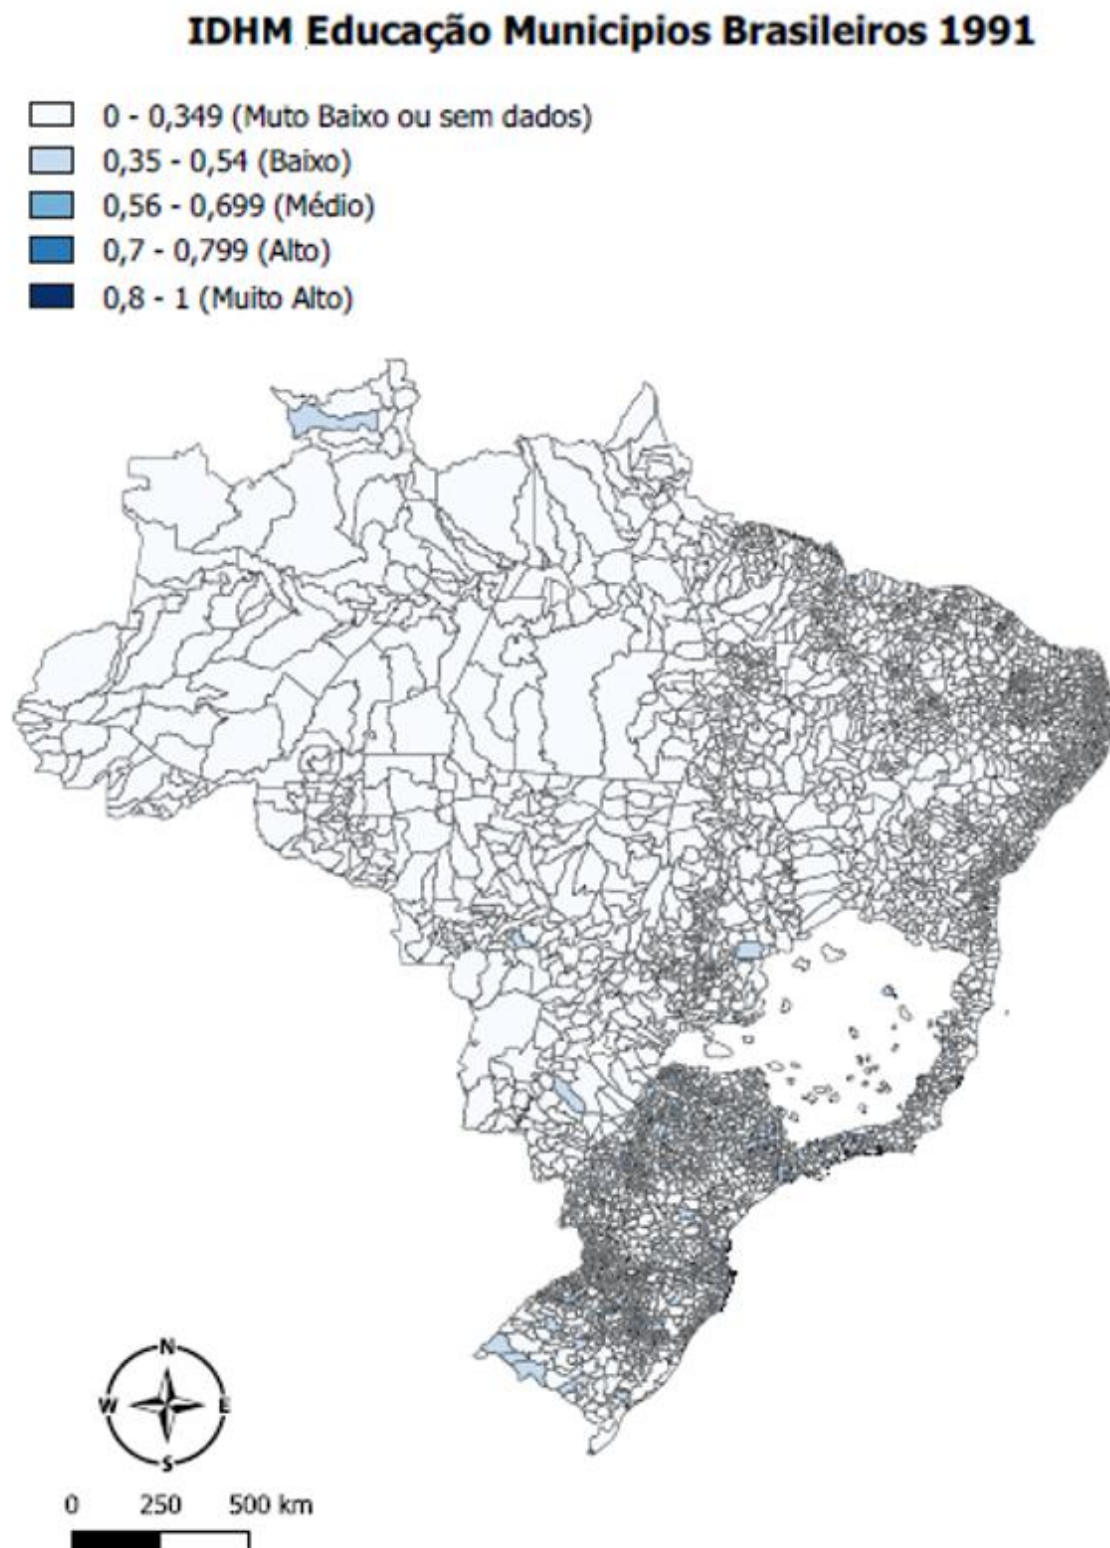 IDHM Educação Municipios Brasileiros 1991
0 - 0,349 (Muto Baixo ou sem dados)
0,35 - 0,54 (Baixo)
0,56 - 0,699 (Médio)
0,7 - 0,799 (Alto)
0,8 - 1 (Muito Alto)
N
W E
S
0 250 500 km